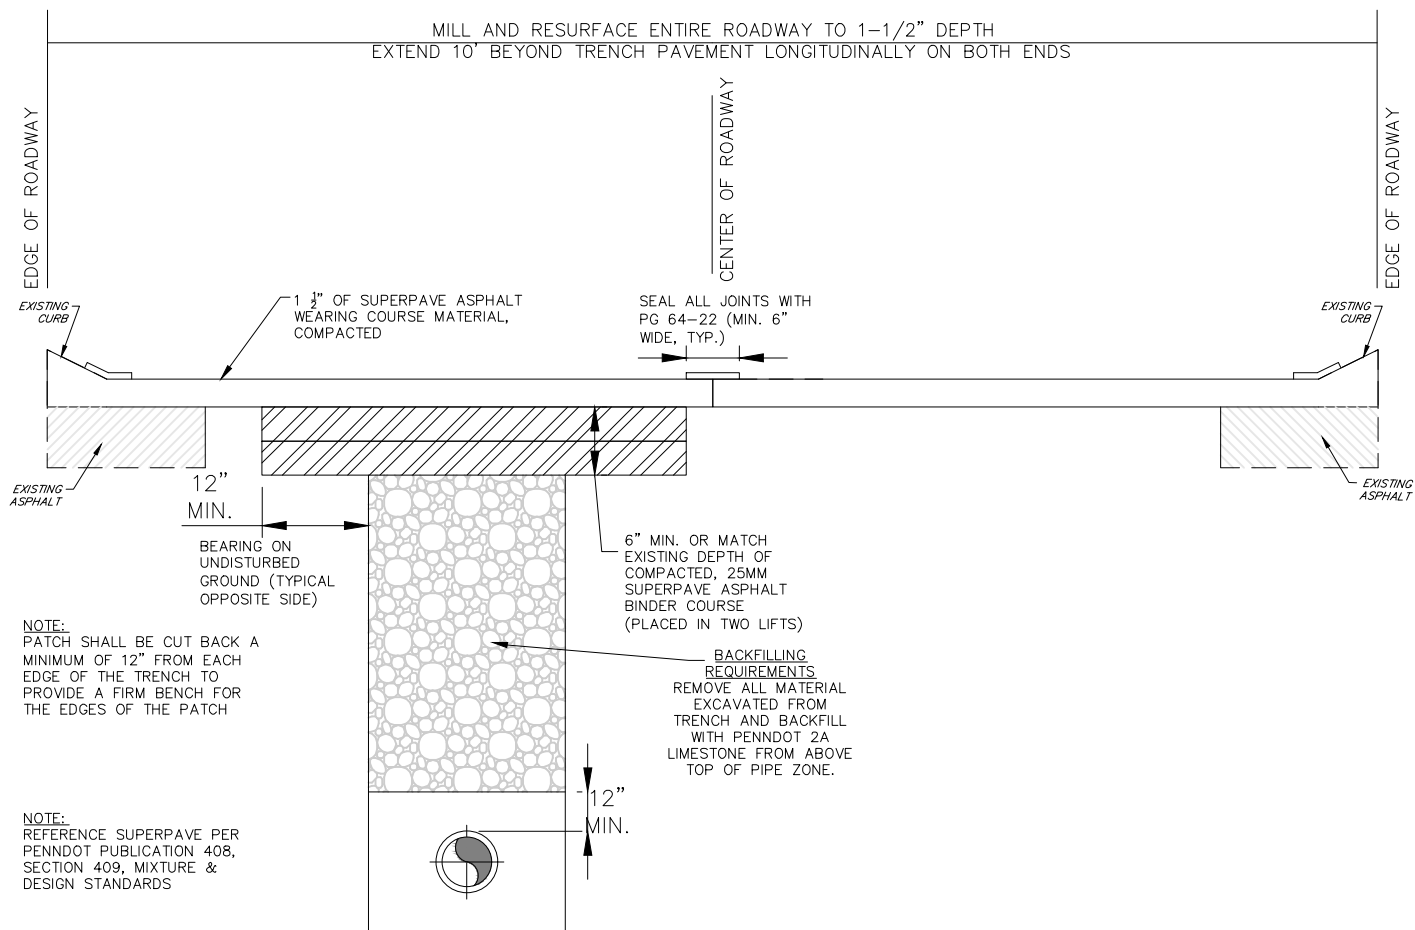 MILL AND RESURFACE ENTIRE ROADWAY TO 1-1/2" DEPTH
EXTEND 10' BEYOND TRENCH PAVEMENT LONGITUDINALLY ON BOTH ENDS
EDGE OF ROADWAY
CENTER OF ROADWAY
EDGE OF ROADWAY
EXISTING
CURB
1 1/2" OF SUPERPAVE ASPHALT
WEARING COURSE MATERIAL,
COMPACTED
SEAL ALL JOINTS WITH
PG 64-22 (MIN. 6"
WIDE, TYP.)
EXISTING
CURB
EXISTING
ASPHALT
12"
MIN.
BEARING ON
UNDISTURBED
GROUND (TYPICAL
OPPOSITE SIDE)
6" MIN. OR MATCH
EXISTING DEPTH OF
COMPACTED, 25MM
SUPERPAVE ASPHALT
BINDER COURSE
(PLACED IN TWO LIFTS)
EXISTING
ASPHALT
NOTE:
PATCH SHALL BE CUT BACK A
MINIMUM OF 12" FROM EACH
EDGE OF THE TRENCH TO
PROVIDE A FIRM BENCH FOR
THE EDGES OF THE PATCH
BACKFILLING
REQUIREMENTS
REMOVE ALL MATERIAL
EXCAVATED FROM
TRENCH AND BACKFILL
WITH PENNDOT 2A
LIMESTONE FROM ABOVE
TOP OF PIPE ZONE.
12"
MIN.
NOTE:
REFERENCE SUPERPAVE PER
PENNDOT PUBLICATION 408,
SECTION 409, MIXTURE &
DESIGN STANDARDS